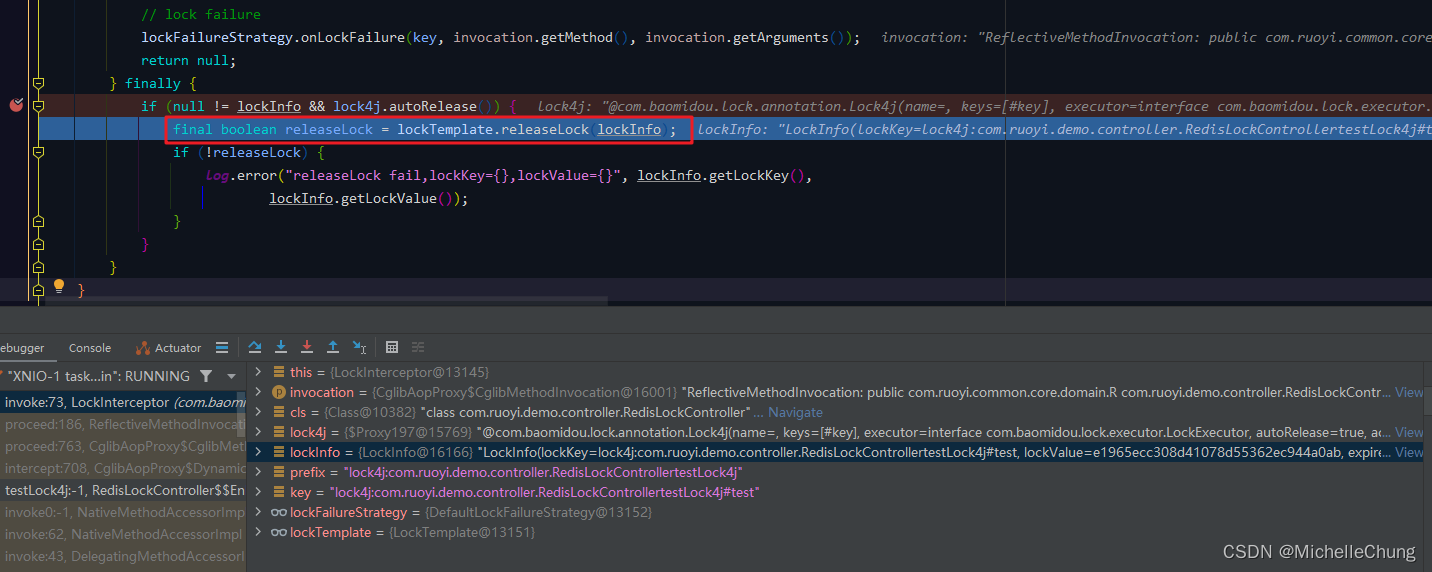 // lock failure
lockFailureStrategy.onLockFailure(key, invocation.getMethod(), invocation.getArguments()); invocation: "ReflectiveMethodInvocation: public com.ruoyi.common.core
return null;
} finally {
if (null != lockInfo && lock4j.autoRelease()) { lock4j: "@com.baomidou.lock.annotation.Lock4j(name=, keys=[#key], executor=interface com.baomidou.lock.executor.
final boolean releaseLock = lockTemplate.releaseLock(lockInfo); lockInfo: "LockInfo(lockKey=lock4j:com.ruoyi.demo.controller.RedisLockControllertestLock4j#t
if (!releaseLock) {
log.error("releaseLock fail,lockKey={},lockValue={}", lockInfo.getLockKey(),
lockInfo.getLockValue());
}
}
}
}
ebugger Console Actuator
"XNIO-1 task...in": RUNNING
invoke:73, LockInterceptor (com.baomi
proceed:186, ReflectiveMethodInvocat
proceed:763, CglibAopProxy$CglibMeth
intercept:708, CglibAopProxy$Dynamic
testLock4j:-1, RedisLockController$$En
invoke0:-1, NativeMethodAccessorImp
invoke:62, NativeMethodAccessorImpl
invoke:43, DelegatingMethodAccessorI
this = {LockInterceptor@13145}
invocation = {CglibAopProxy$CglibMethodInvocation@16001} "ReflectiveMethodInvocation: public com.ruoyi.common.core.domain.R com.ruoyi.demo.controller.RedisLockContr... View
cls = {Class@10382} "class com.ruoyi.demo.controller.RedisLockController"... Navigate
lock4j = {$Proxy197@15769} "@com.baomidou.lock.annotation.Lock4j(name=, keys=[#key], executor=interface com.baomidou.lock.executor.LockExecutor, autoRelease=true, ac... View
lockInfo = {LockInfo@16166} "LockInfo(lockKey=lock4j:com.ruoyi.demo.controller.RedisLockControllertestLock4j#test, lockValue=e1965ecc308d41078d55362ec944a0ab, expire... View
prefix = "lock4j:com.ruoyi.demo.controller.RedisLockControllertestLock4j"
key = "lock4j:com.ruoyi.demo.controller.RedisLockControllertestLock4j#test"
lockFailureStrategy = {DefaultLockFailureStrategy@13152}
lockTemplate = {LockTemplate@13151}
CSDN @MichelleChung